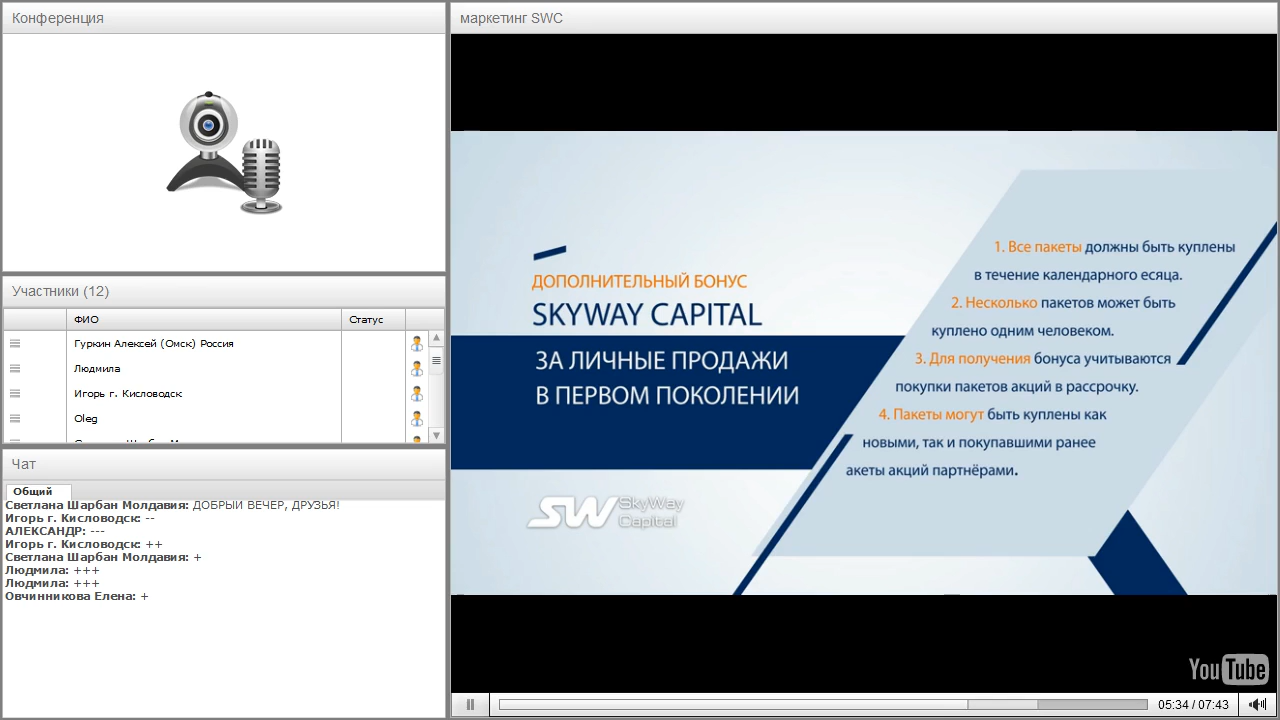 Конференция
Участники (12)
ФИО
Статус
Гуркин Алексей (Омск) Россия
Людмила
Игорь г. Кисловодск
Oleg
Чат
Общий
Светлана Шарбан Молдавия: ДОБРЫЙ ВЕЧЕР, ДРУЗЬЯ!
Игорь г. Кисловодск: --
АЛЕКСАНДР: ---
Игорь г. Кисловодск: ++
Светлана Шарбан Молдавия: +
Людмила: +++
Людмила: +++
Овчинникова Елена: +
маркетинг SWC
ДОПОЛНИТЕЛЬНЫЙ БОНУС
SKYWAY CAPITAL
ЗА ЛИЧНЫЕ ПРОДАЖИ
В ПЕРВОМ ПОКОЛЕНИИ
SW SkyWay
Capital
1. Все пакеты должны быть куплены
в течение календарного есяца.
2. Несколько пакетов может быть
куплено одним человеком.
3. Для получения бонуса учитываются
покупки пакетов акций в рассрочку.
4. Пакеты могут быть куплены как
новыми, так и покупавшими ранее
акеты акций партнёрами.
YouTube
05:34 / 07:43